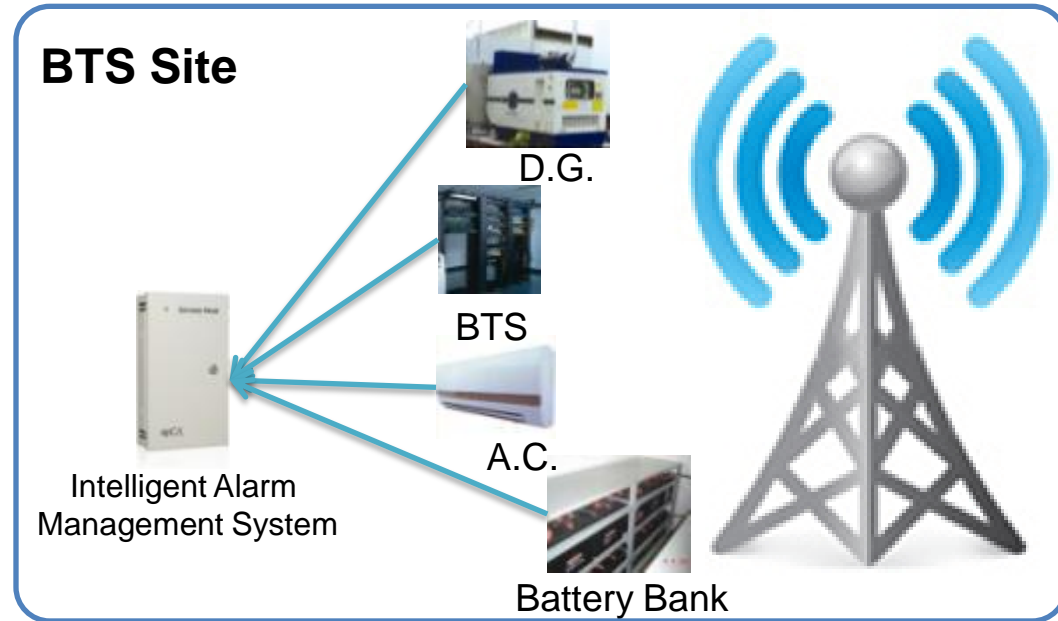 BTS Site
D.G.
BTS
A.C.
Intelligent Alarm
Management System
Battery Bank